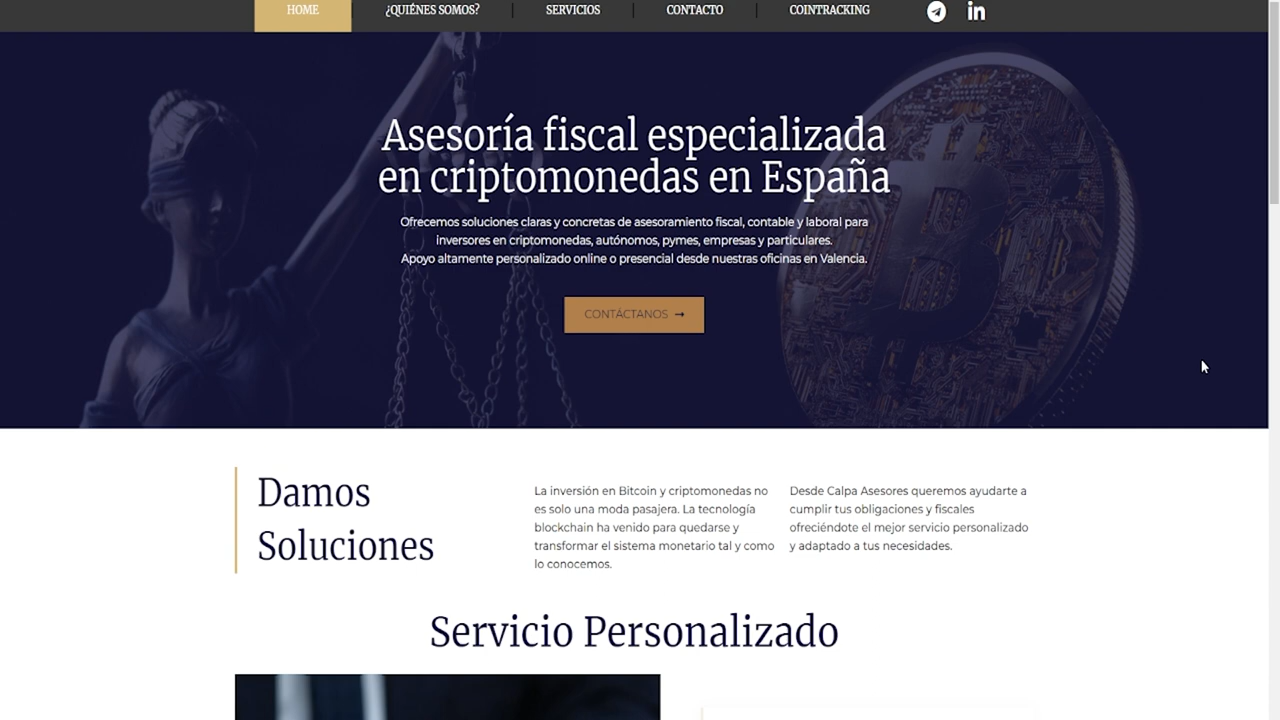 HOME
¿QUIÉNES SOMOS?
SERVICIOS
CONTACTO
COINTRACKING
Asesoría fiscal especializada
en criptomonedas en España
Ofrecemos soluciones claras y concretas de asesoramiento fiscal, contable y laboral para
inversores en criptomonedas, autónomos, pymes, empresas y particulares.
Apoyo altamente personalizado online o presencial desde nuestras oficinas en Valencia.
CONTÁCTANOS →
Damos
Soluciones
La inversión en Bitcoin y criptomonedas no
es solo una moda pasajera. La tecnología
blockchain ha venido para quedarse y
transformar el sistema monetario tal y como
lo conocemos.
Desde Calpa Asesores queremos ayudarte a
cumplir tus obligaciones y fiscales
ofreciéndote el mejor servicio personalizado
y adaptado a tus necesidades.
Servicio Personalizado